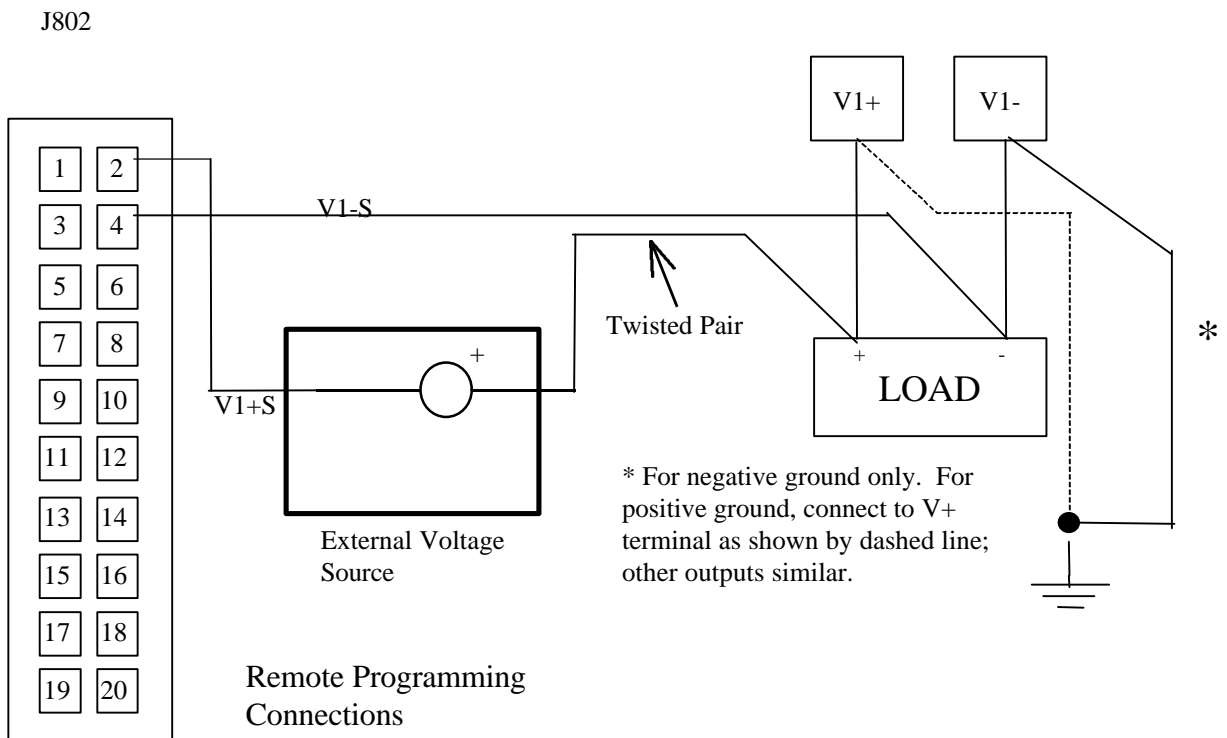 J802
V1+ V1-
1 2
3 4
5 6
7 8
9 10
11 12
13 14
15 16
17 18
19 20
V1-S
Twisted Pair
+
V1+S
+ -
LOAD
*
External Voltage
Source
* For negative ground only. For
positive ground, connect to V+
terminal as shown by dashed line;
other outputs similar.
Remote Programming
Connections